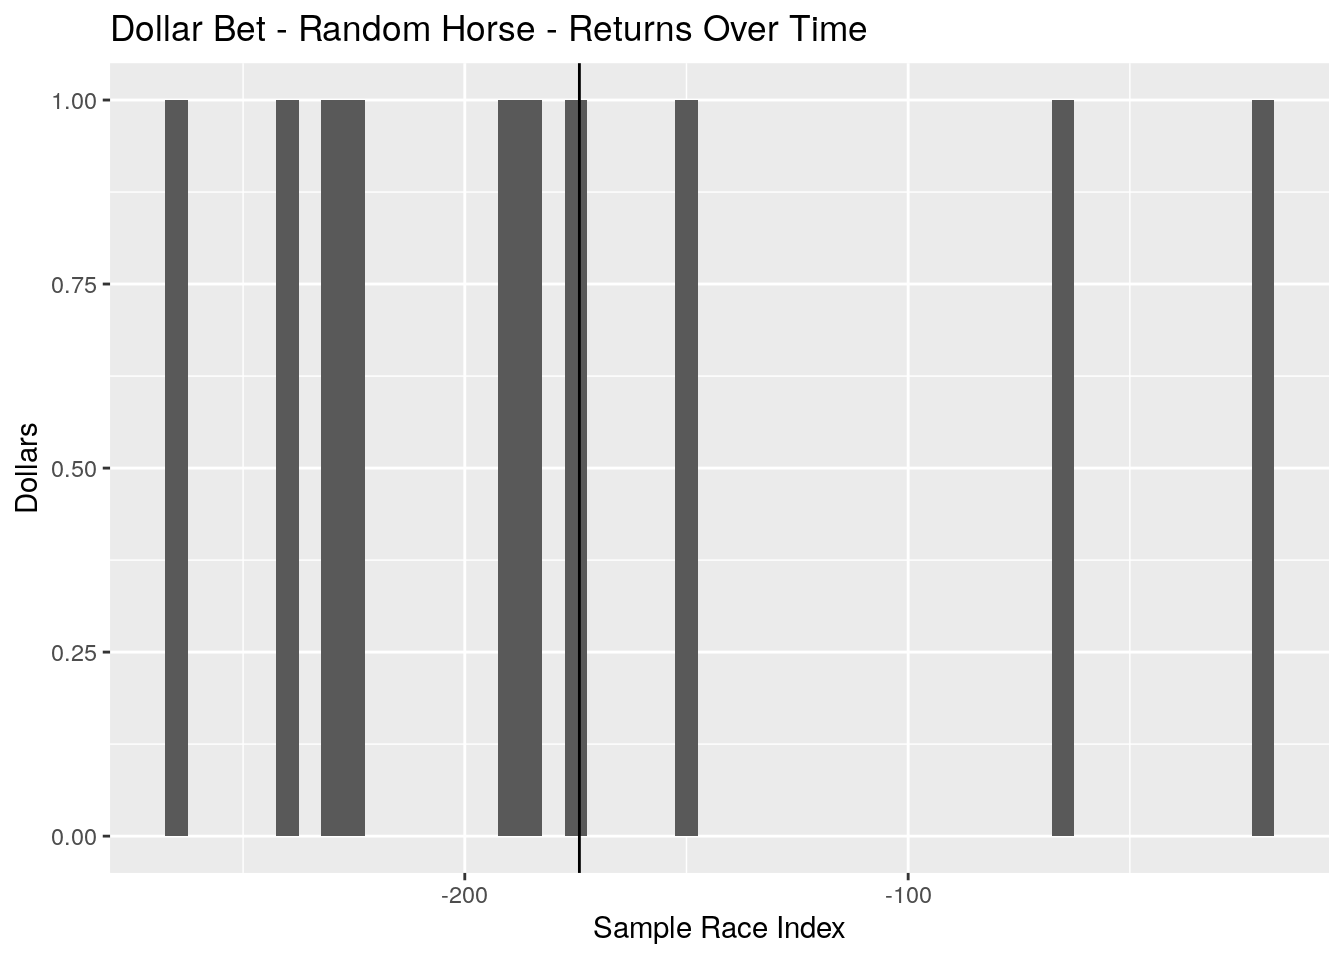 Dollar Bet - Random Horse - Returns Over Time
Dollars
1.00
0.75
0.50
0.25
0.00
-200
-100
Sample Race Index